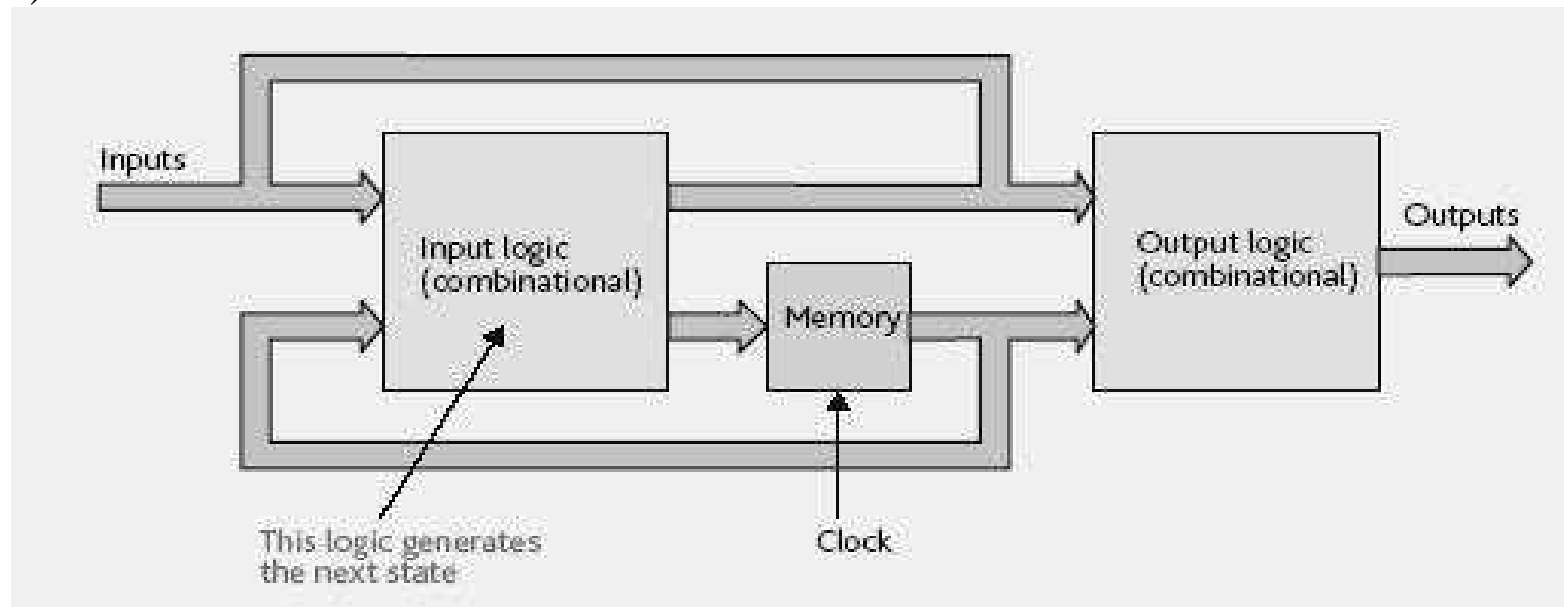 )
Inputs
Input logic
(combinational)
Memory
Output logic
(combinational)
Outputs
This logic generates
the next state
Clock